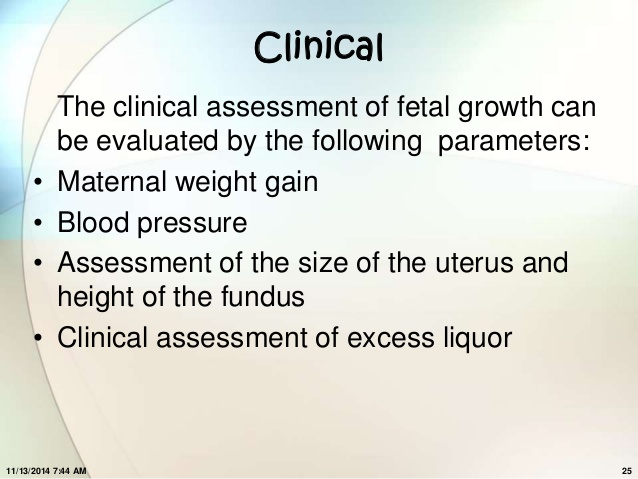 Clinical
The clinical assessment of fetal growth can
be evaluated by the following parameters:
• Maternal weight gain
• Blood pressure
• Assessment of the size of the uterus and
height of the fundus
• Clinical assessment of excess liquor
11/13/2014 7:44 AM
25